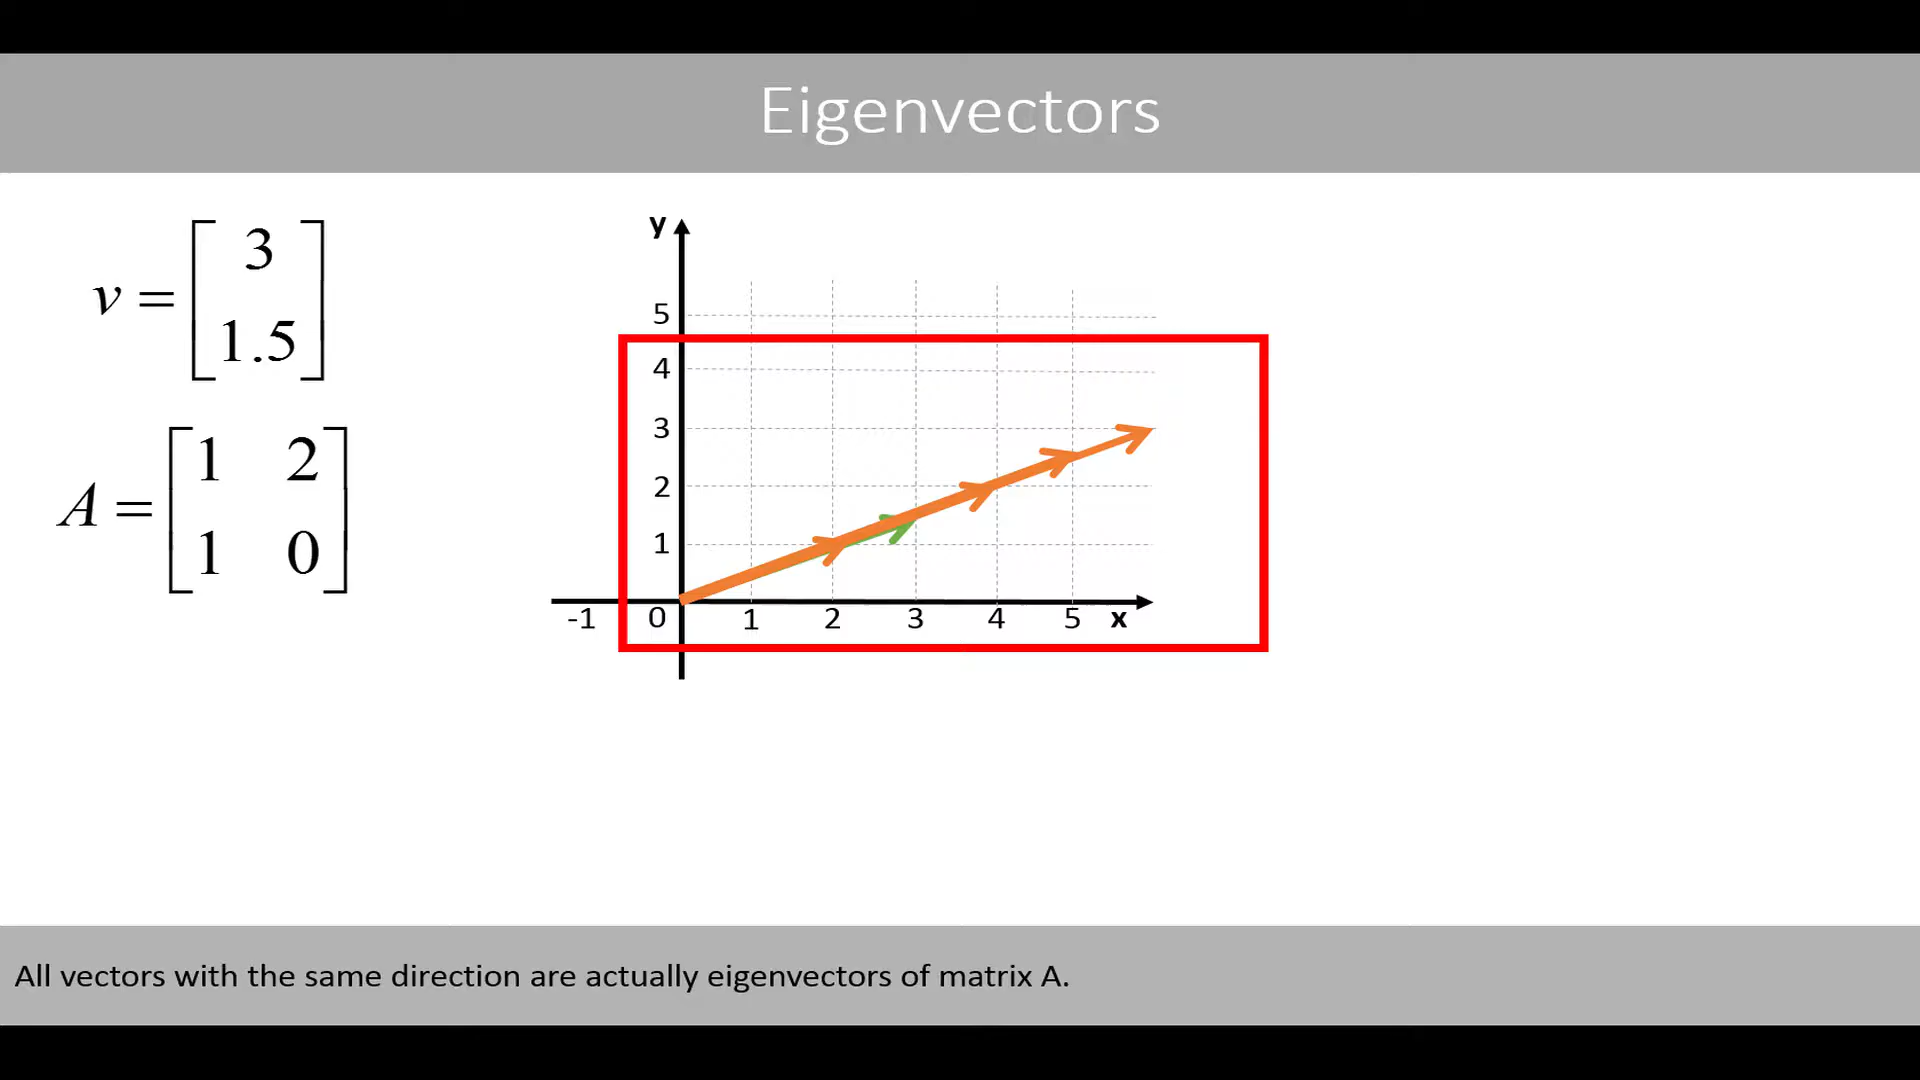 Eigenvectors
v = [ 3
1.5 ]
A = [ 1 2
1 0 ]
y
5
4
3
2
1
-1 0 1 2 3 4 5 x
All vectors with the same direction are actually eigenvectors of matrix A.